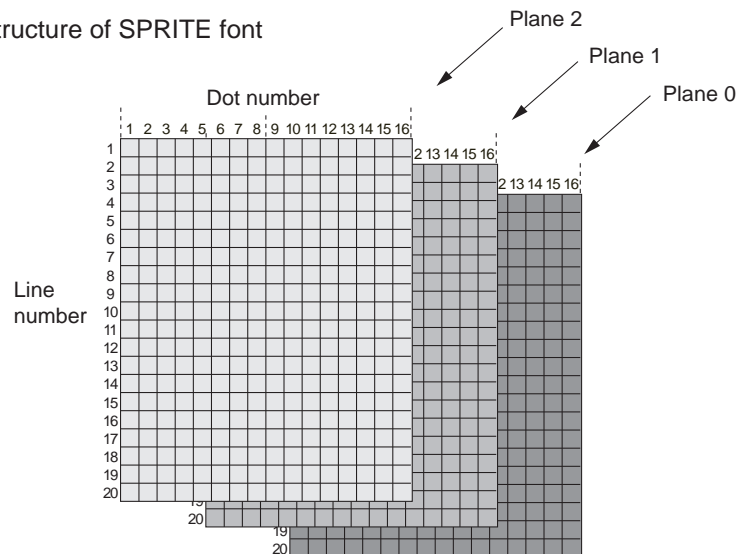 tructure of SPRITE font
Plane 2
Plane 1
Plane 0
Dot number
1 2 3 4 5 6 7 8 9 10 11 12 13 14 15 16
2 13 14 15 16
2 13 14 15 16
Line
number
1
2
3
4
5
6
7
8
9
10
11
12
13
14
15
16
17
18
19
20
19
20
19
20